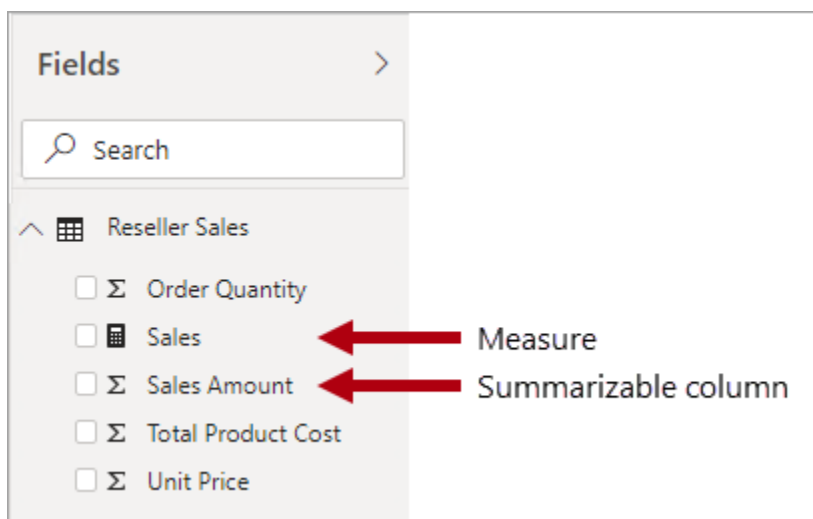 Fields
Search
Reseller Sales
Σ Order Quantity
Sales
Measure
Σ Sales Amount
Summarizable column
Σ Total Product Cost
Σ Unit Price